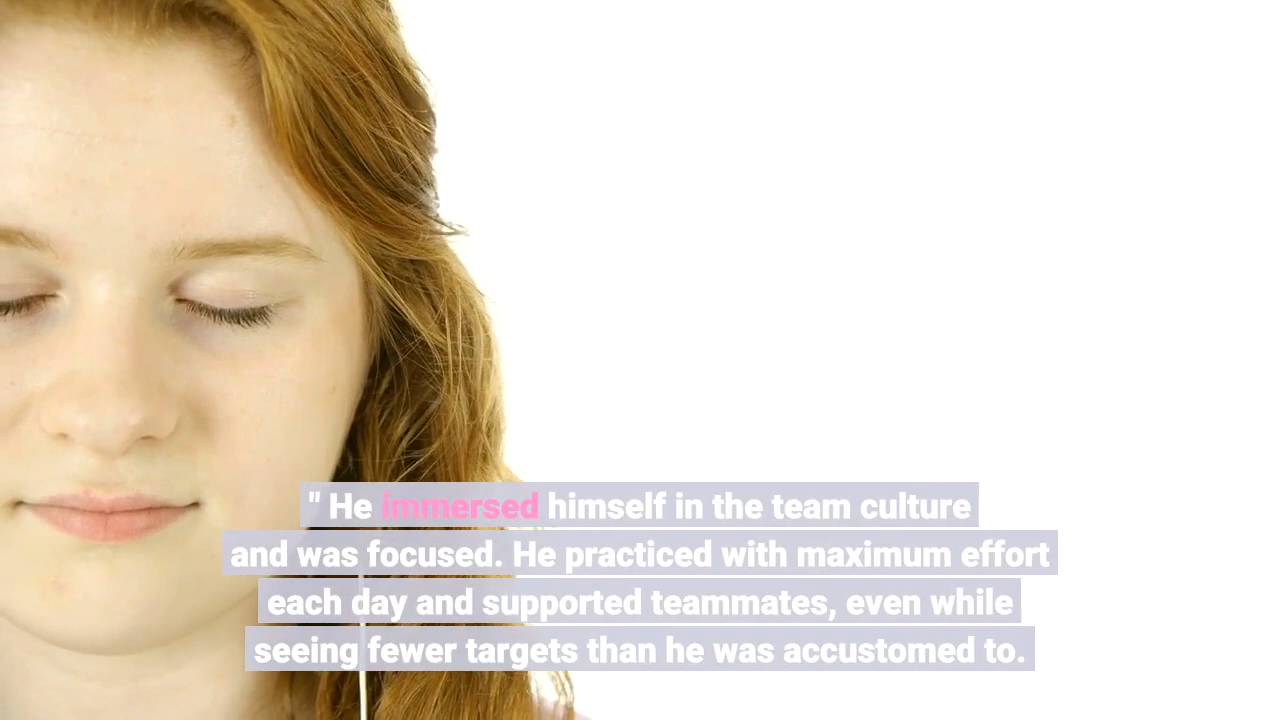 " He immersed himself in the team culture
and was focused. He practiced with maximum effort
each day and supported teammates, even while
seeing fewer targets than he was accustomed to.